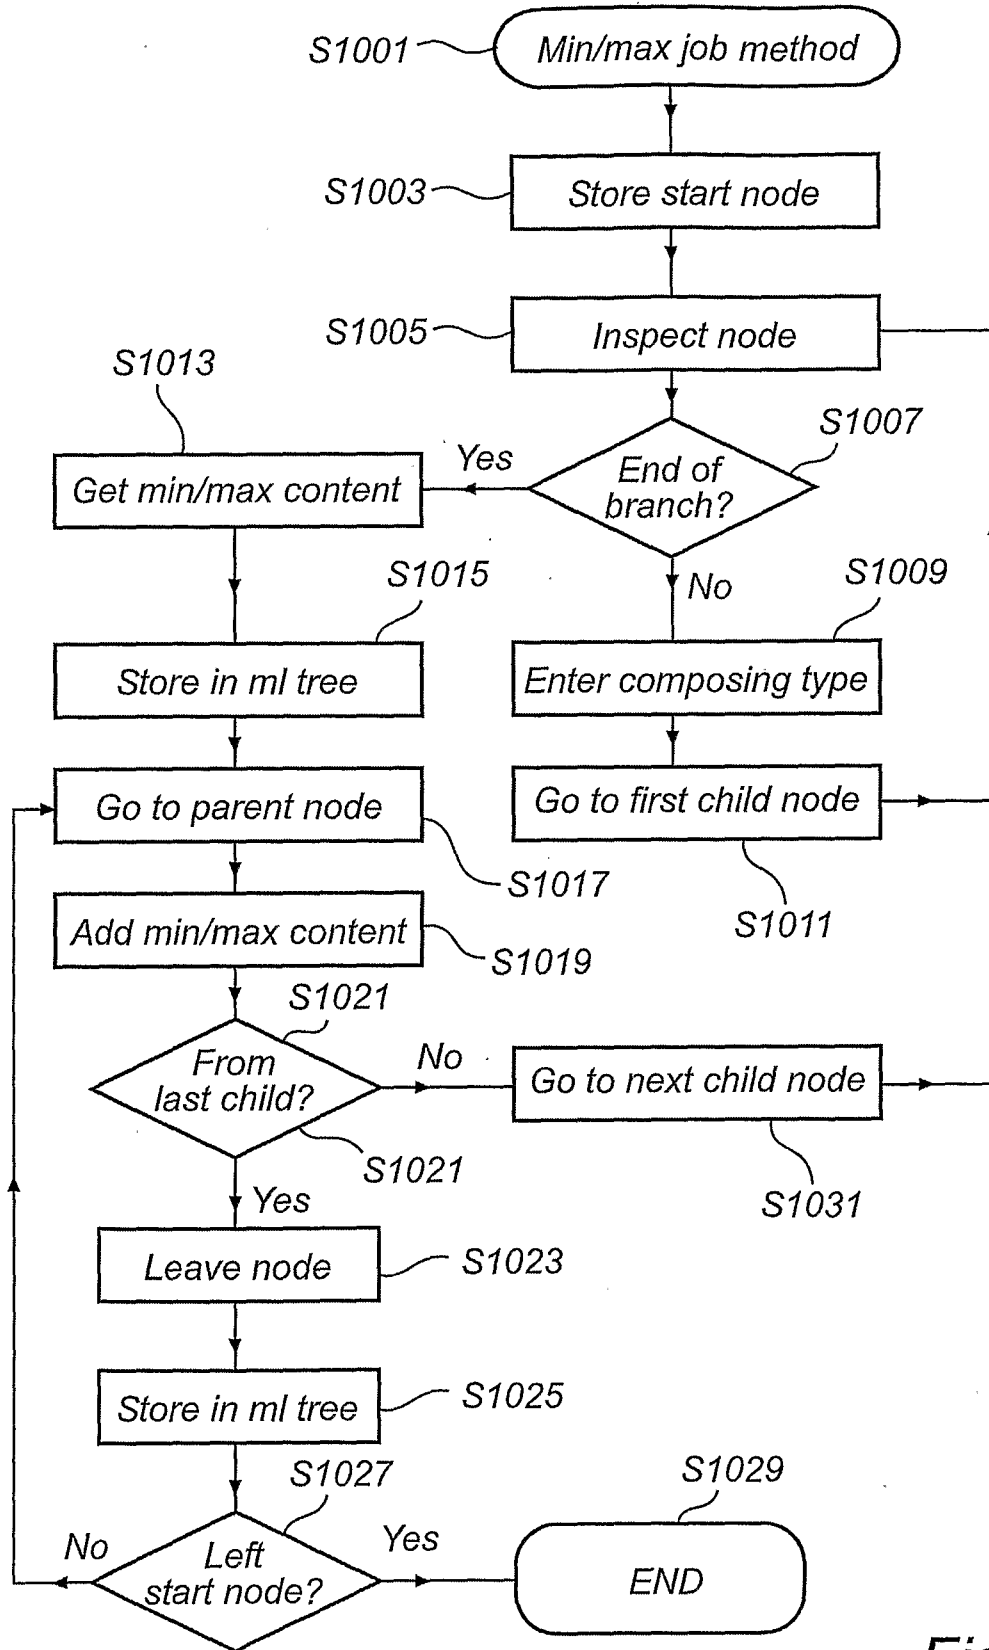 S1001
Min/max job method
S1003
Store start node
S1005
Inspect node
S1013
S1007
Get min/max content
Yes
End of
branch?
S1015
No
S1009
Store in ml tree
Enter composing type
Go to parent node
Go to first child node
S1017
S1011
Add min/max content
S1019
S1021
From
last child?
No
Go to next child node
S1021
S1031
Yes
Leave node
S1023
Store in ml tree
S1025
S1027
S1029
No
Left
start node?
Yes
END